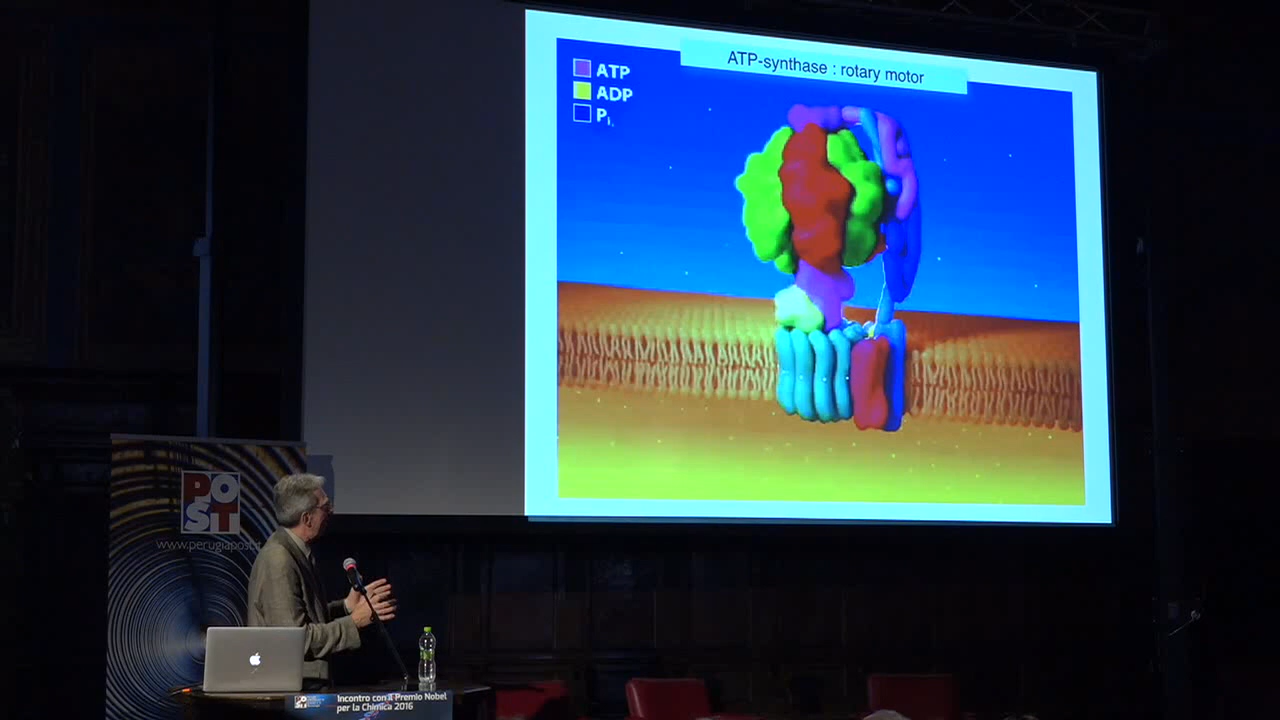 ATP-synthase : rotary motor
ATP
ADP
Pi
POST
www.perugiapost.it
POST
Incontro con il Premio Nobel
per la Chimica 2016